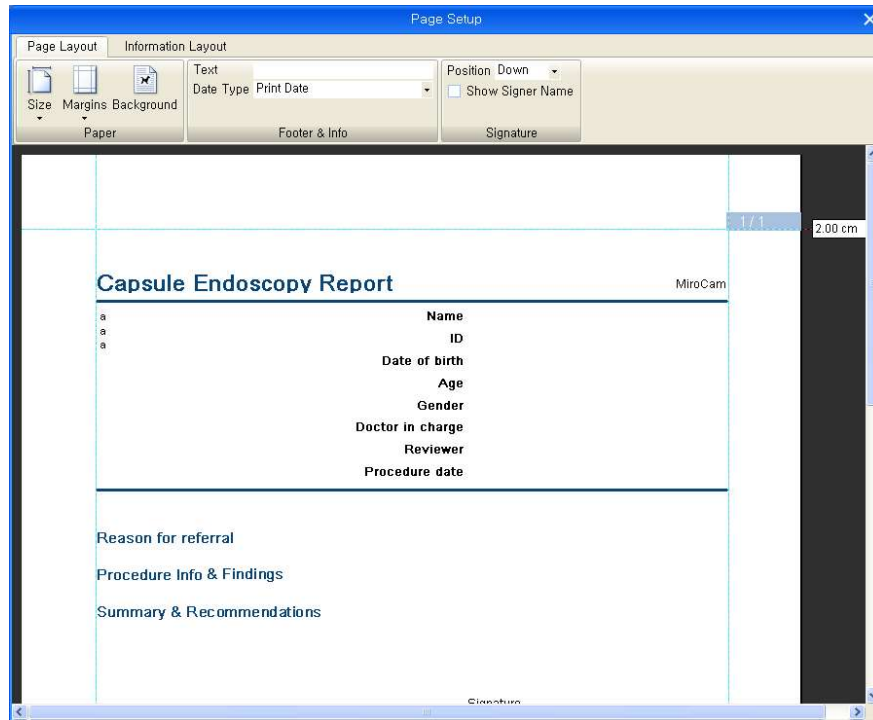 Page Setup
Page Layout Information Layout
Text
Position Down
Date Type Print Date
Show Signer Name
Size Margins Background
Paper Footer & Info Signature
1 / 1
2.00 cm
Capsule Endoscopy Report MiroCam
a Name
a ID
a
Date of birth
Age
Gender
Doctor in charge
Reviewer
Procedure date
Reason for referral
Procedure Info & Findings
Summary & Recommendations
Signature